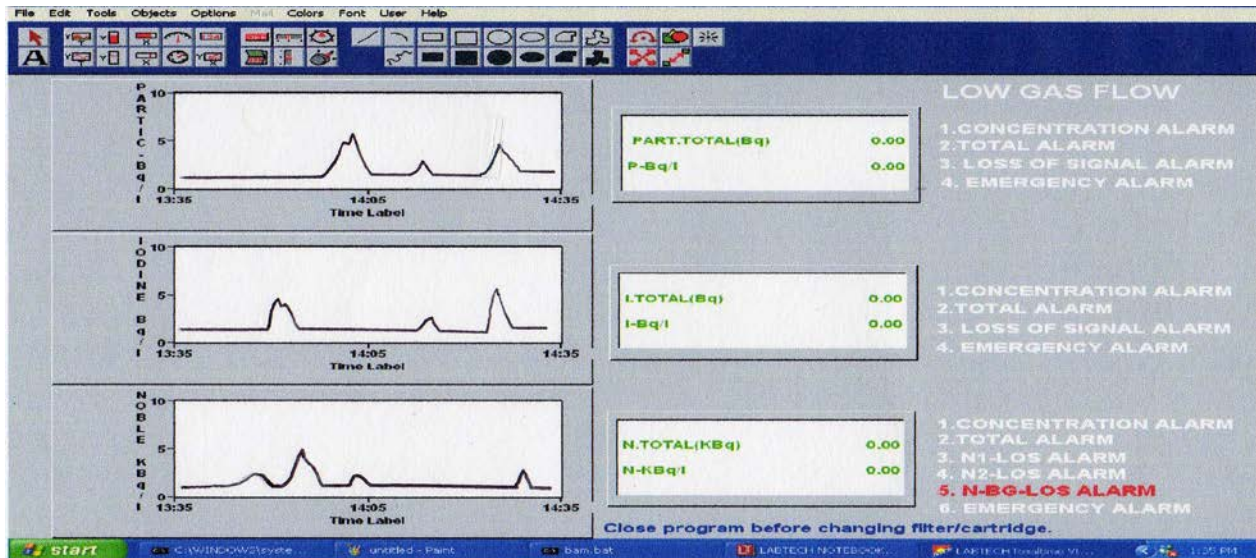 File Edit Tools Objects Options Mail Colors Font User Help
A
LOW GAS FLOW
PARTIC-Bq/l
10
5
0
13:35 14:05 14:35
Time Label
PART.TOTAL(Bq) 0.00
P-Bq/l 0.00
1.CONCENTRATION ALARM
2.TOTAL ALARM
3. LOSS OF SIGNAL ALARM
4. EMERGENCY ALARM
IODINE Bq/l
10
5
0
13:35 14:05 14:35
Time Label
I.TOTAL(Bq) 0.00
I-Bq/l 0.00
1.CONCENTRATION ALARM
2.TOTAL ALARM
3. LOSS OF SIGNAL ALARM
4. EMERGENCY ALARM
NOBLE KBq/l
10
5
0
13:35 14:05 14:35
Time Label
N.TOTAL(KBq) 0.00
N-KBq/l 0.00
1.CONCENTRATION ALARM
2.TOTAL ALARM
3. N1-LOS ALARM
4. N2-LOS ALARM
5. N-BG-LOS ALARM
6. EMERGENCY ALARM
Close program before changing filter/cartridge.
start C:\WINDOWS\syste... untitled - Paint bam.bat LABTECH NOTEBOOK... LABTECH 1:35 PM